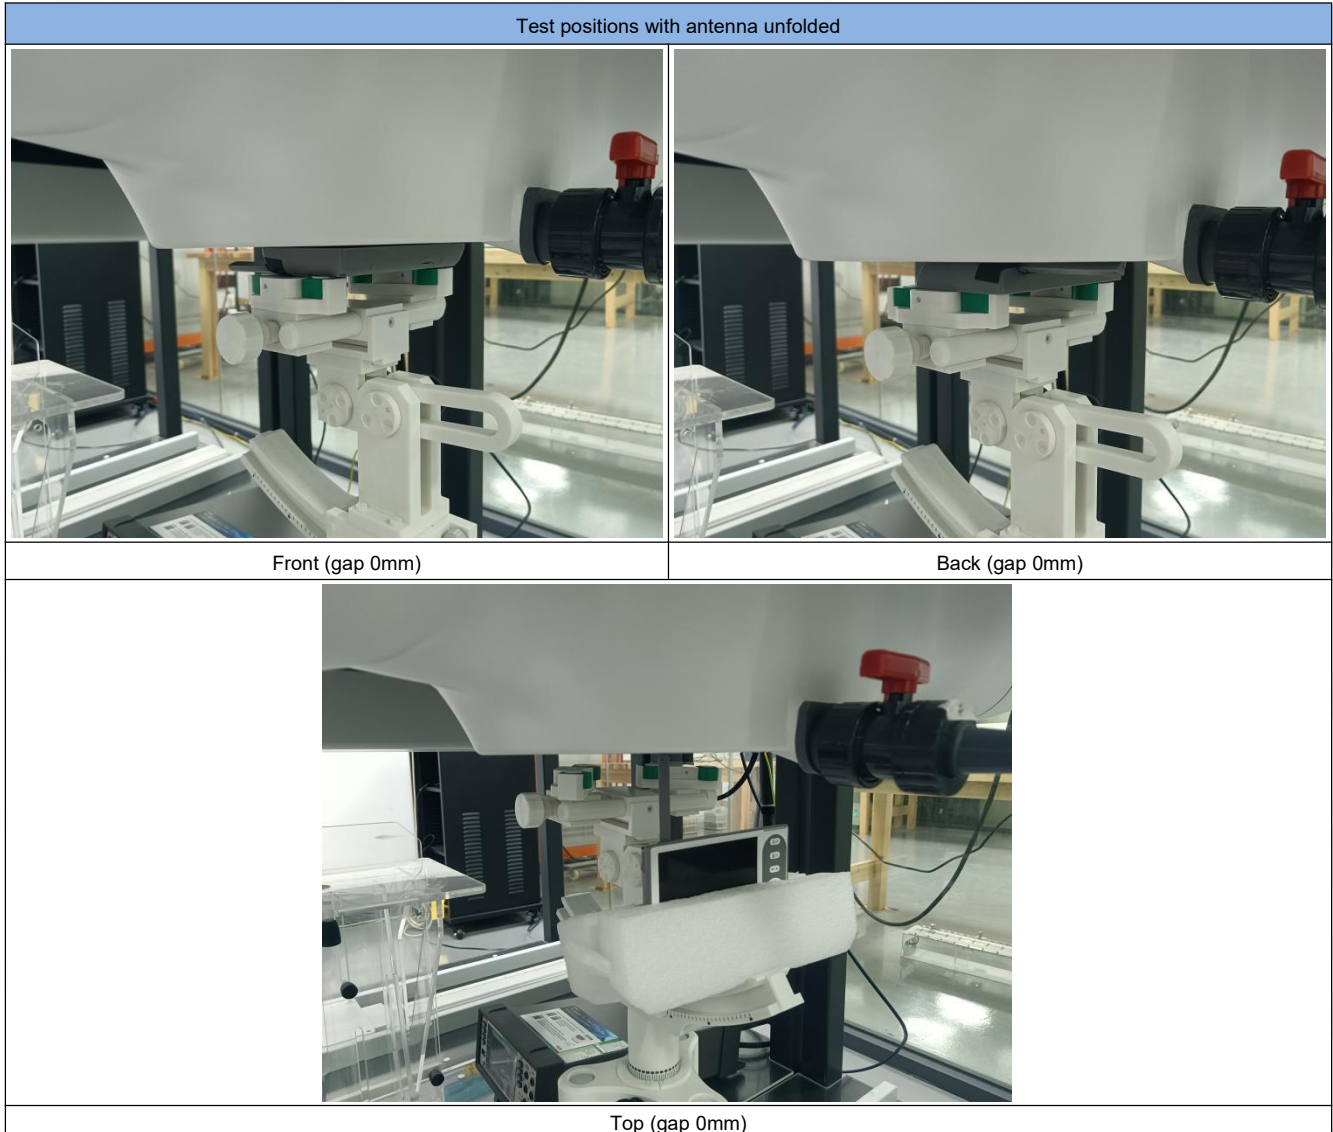 Test positions with antenna unfolded
Front (gap 0mm)
Back (gap 0mm)
Top (gap 0mm)